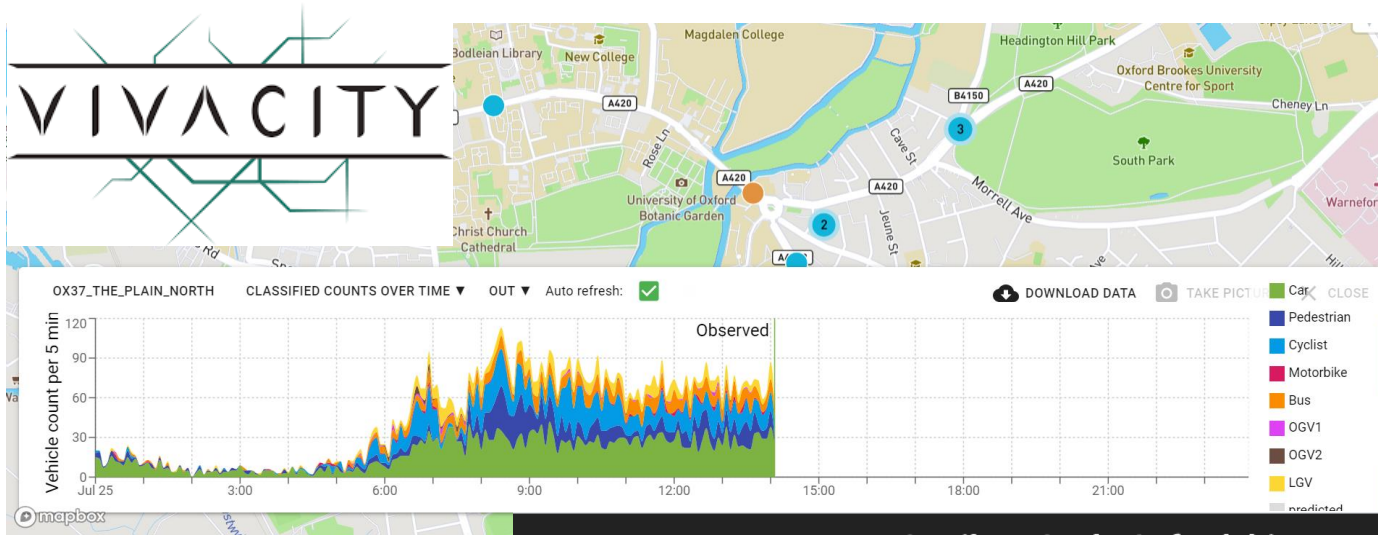 VIVACITY
Bodleian Library
New College
Magdalen College
Headington Hill Park
Oxford Brookes University
Centre for Sport
Cheney Ln
A420
B4150
A420
3
Rose Ln
Cave St
South Park
A420
A420
Morrell Ave
University of Oxford
Botanic Garden
Warnefor
2
Jeune St
Christ Church
Cathedral
Rd
OX37_THE_PLAIN_NORTH
CLASSIFIED COUNTS OVER TIME ▼
OUT ▼
Auto refresh:
DOWNLOAD DATA
TAKE PICTU
CLOSE
Vehicle count per 5 min
120
90
60
30
0
Observed
Jul 25
3:00
6:00
9:00
12:00
15:00
18:00
21:00
Car
Pedestrian
Cyclist
Motorbike
Bus
OGV1
OGV2
LGV
predicted
mapbox